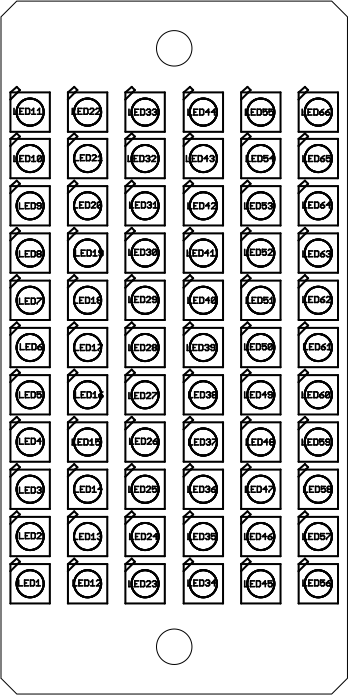 LED11 LED22 LED33 LED44 LED55 LED66
LED10 LED21 LED32 LED43 LED54 LED65
LED9 LED20 LED31 LED42 LED53 LED64
LED8 LED19 LED30 LED41 LED52 LED63
LED7 LED18 LED29 LED40 LED51 LED62
LED6 LED17 LED28 LED39 LED50 LED61
LED5 LED16 LED27 LED38 LED49 LED60
LED4 LED15 LED26 LED37 LED48 LED59
LED3 LED14 LED25 LED36 LED47 LED58
LED2 LED13 LED24 LED35 LED46 LED57
LED1 LED12 LED23 LED34 LED45 LED56